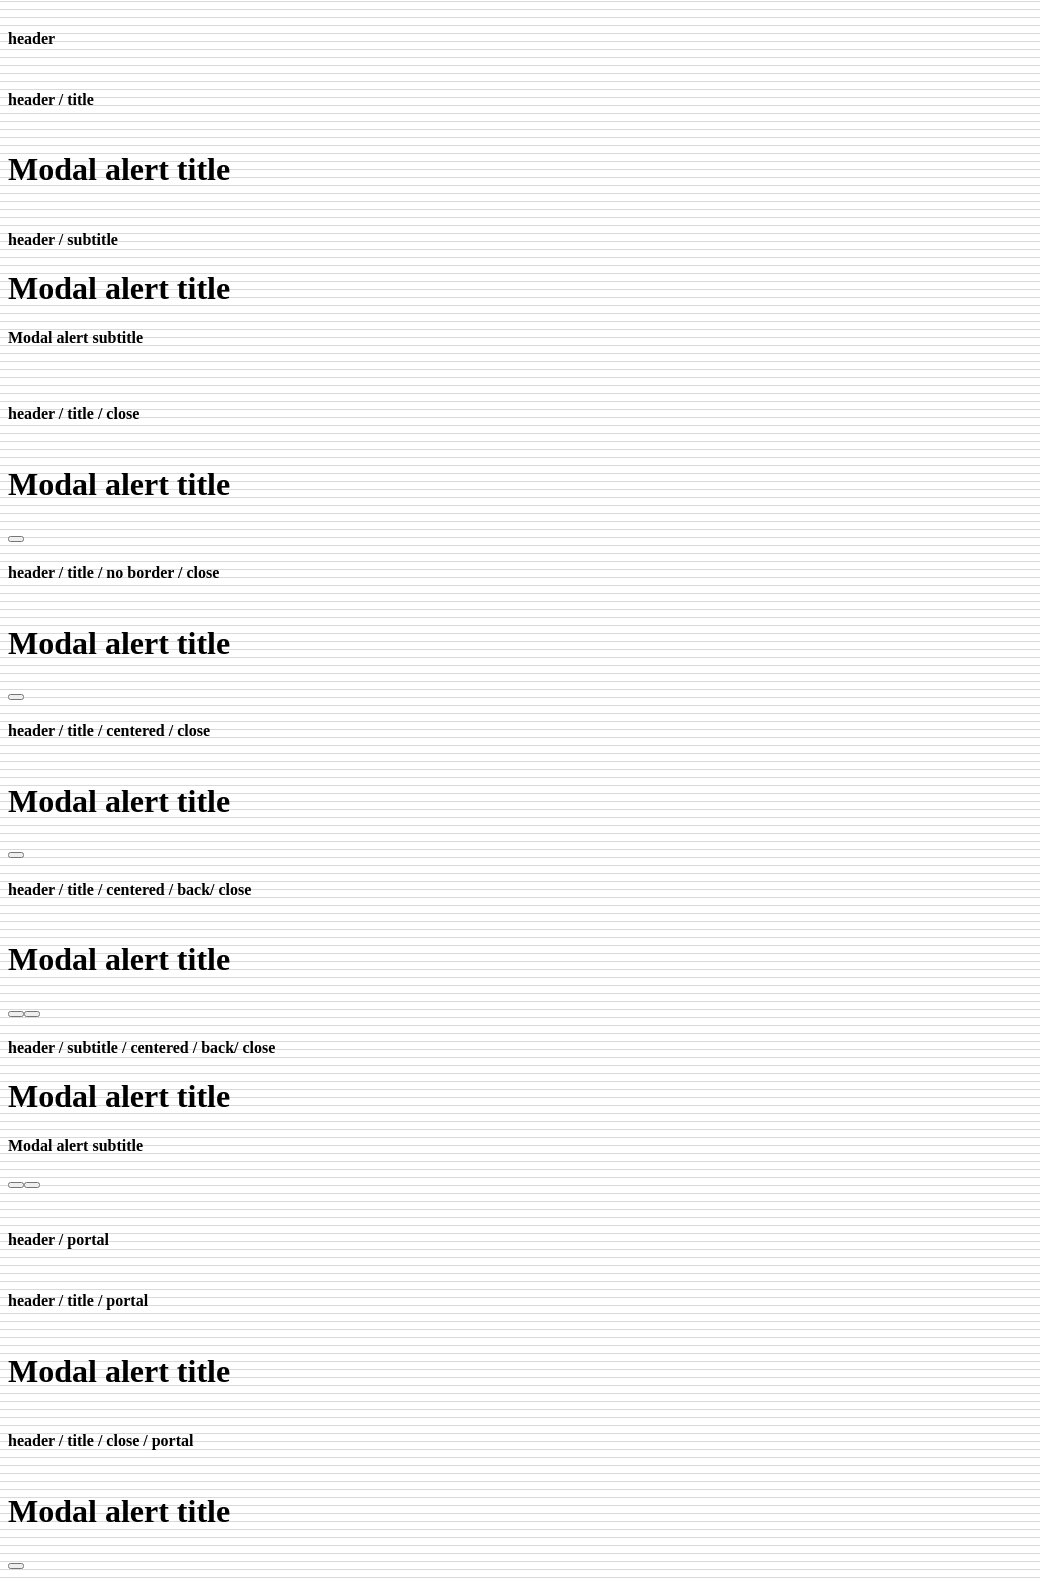 header
header / title
Modal alert title
header / subtitle
Modal alert title
Modal alert subtitle
header / title / close
Modal alert title
header / title / no border / close
Modal alert title
header / title / centered / close
Modal alert title
header / title / centered / back/ close
Modal alert title
header / subtitle / centered / back/ close
Modal alert title
Modal alert subtitle
header / portal
header / title / portal
Modal alert title
header / title / close / portal
Modal alert title